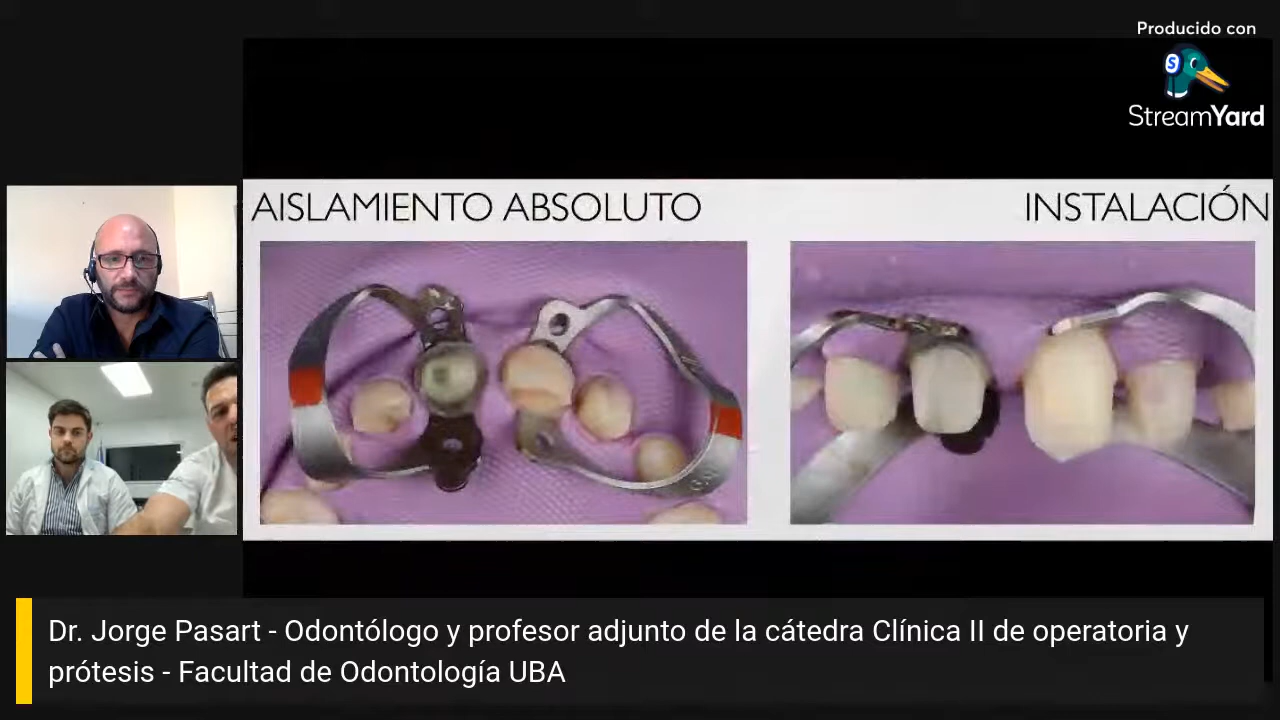 Producido con
StreamYard
AISLAMIENTO ABSOLUTO
INSTALACIÓN
Dr. Jorge Pasart - Odontólogo y profesor adjunto de la cátedra Clínica II de operatoria y
prótesis - Facultad de Odontología UBA